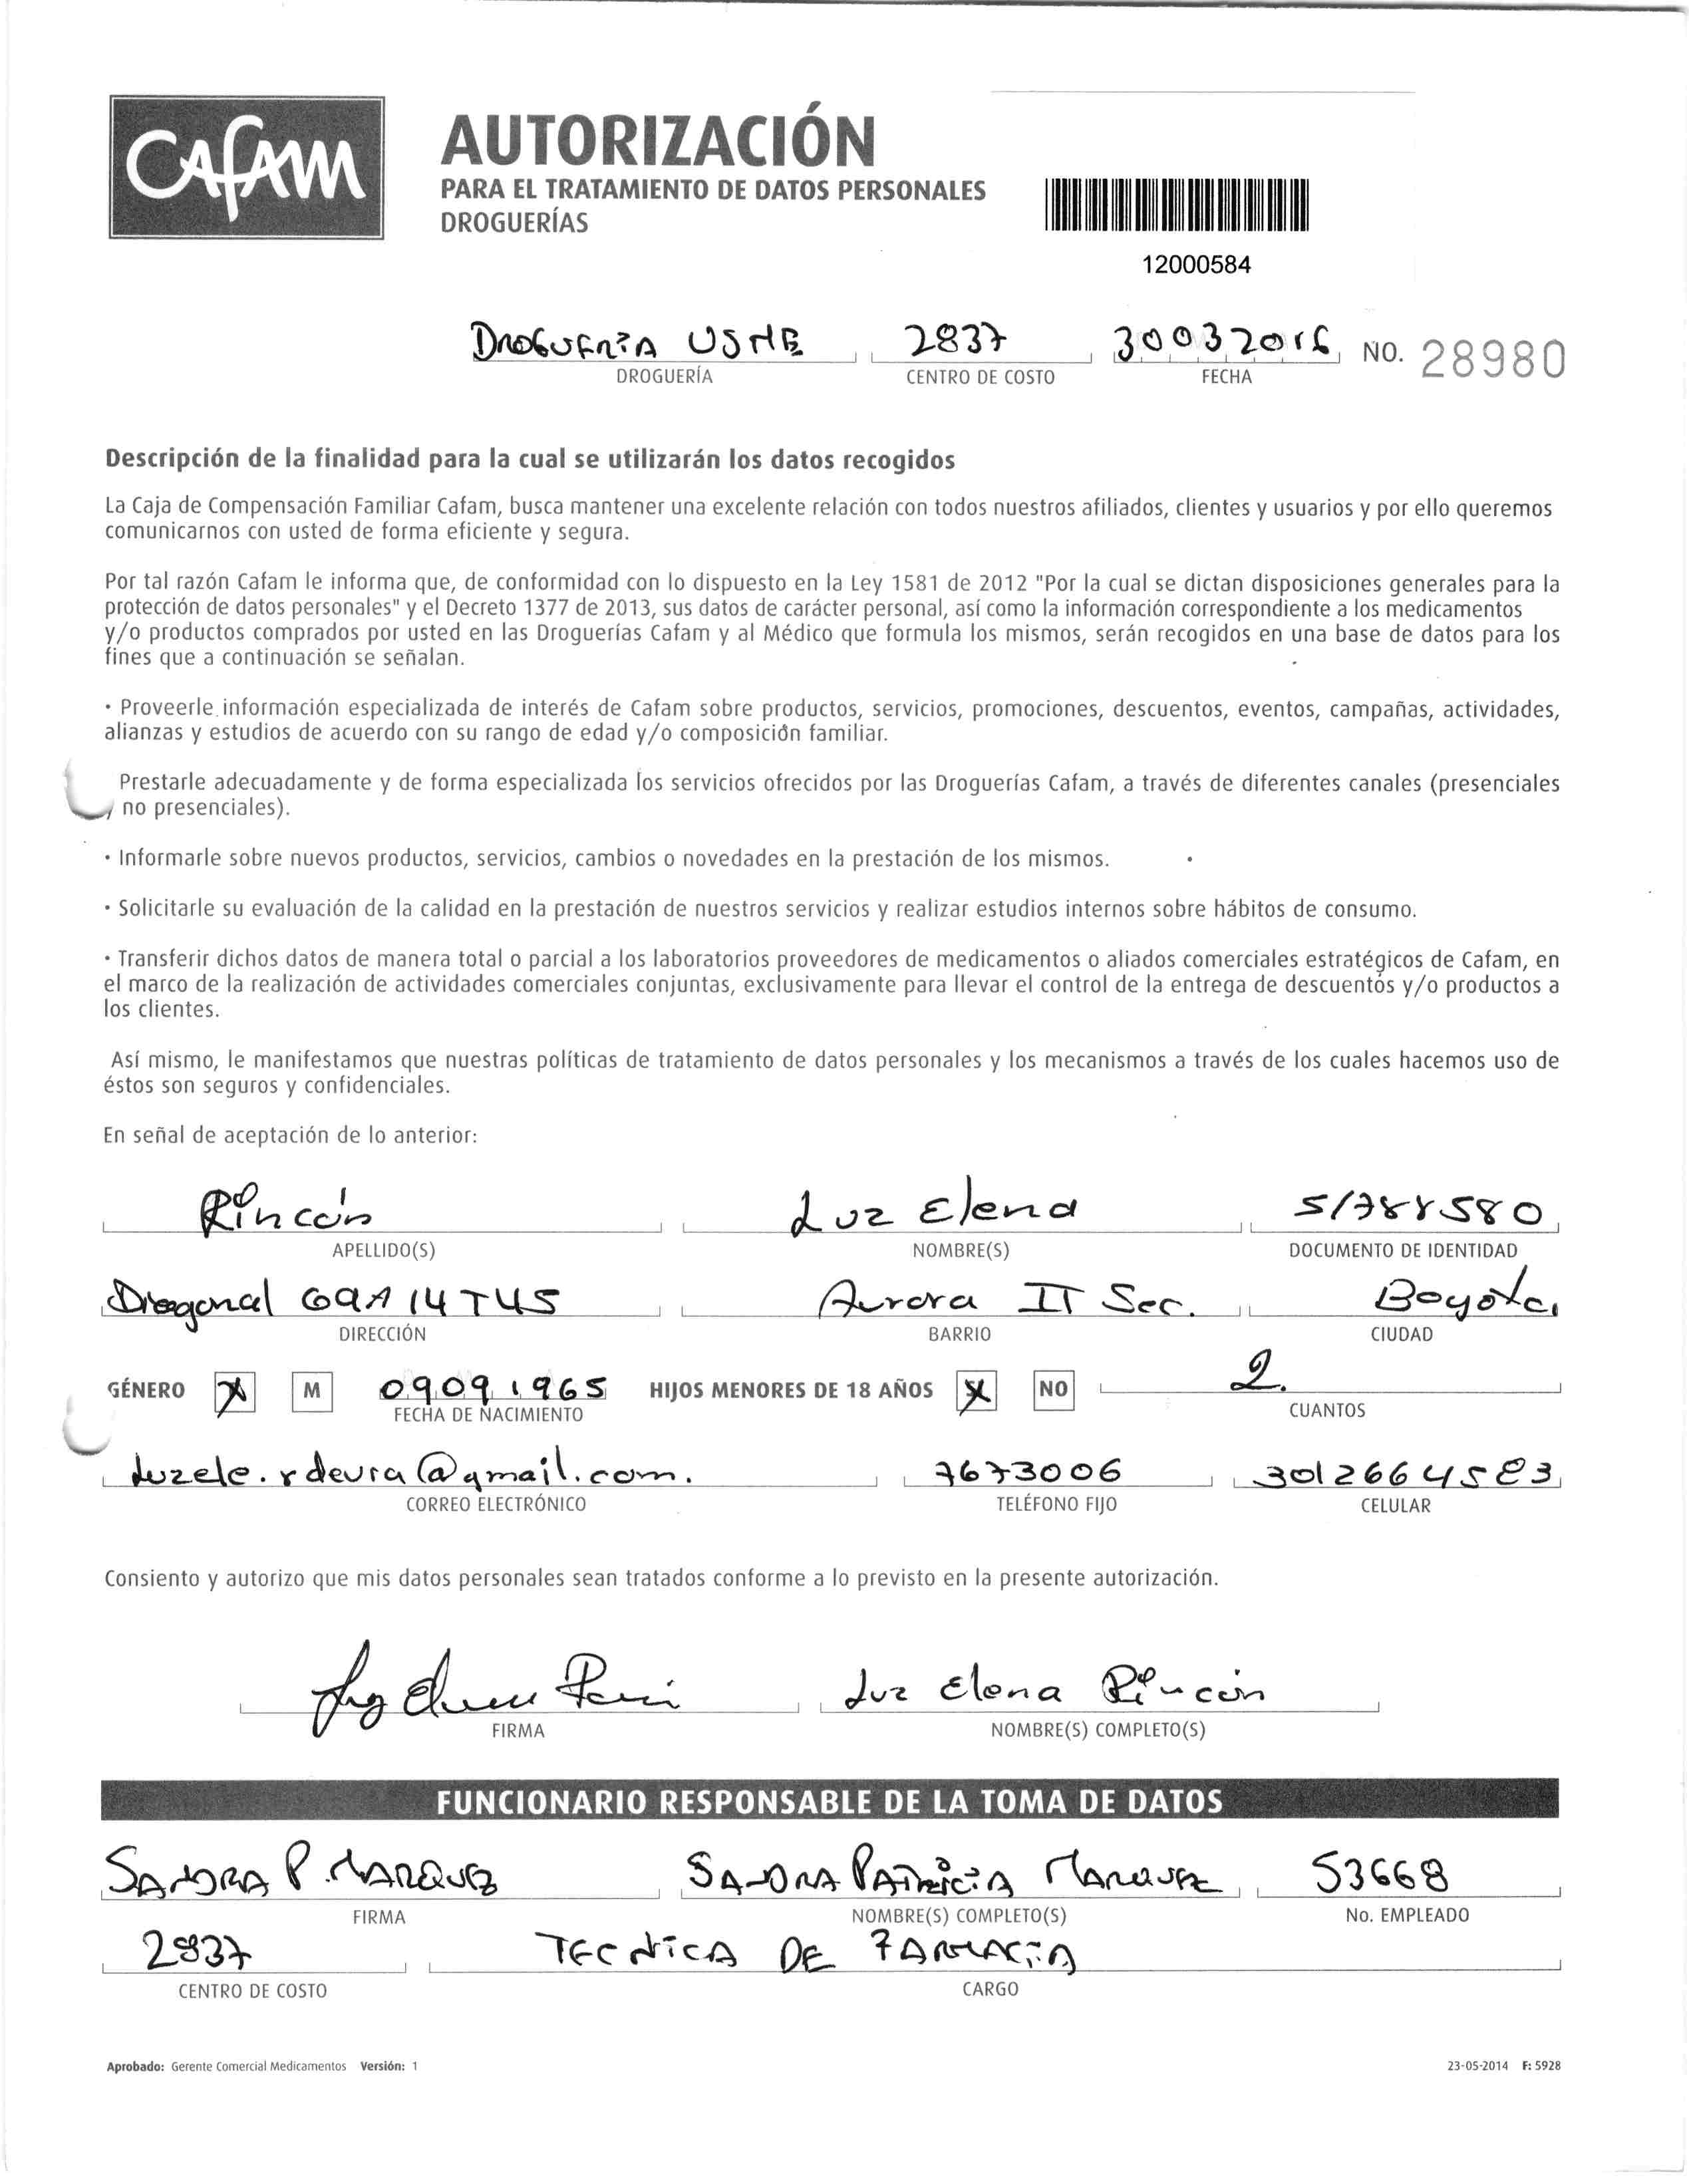 CAFAM
AUTORIZACIÓN
PARA EL TRATAMIENTO DE DATOS PERSONALES
DROGUERÍAS
12000584
DROGUERIA USME 2837 30032016 NO. 28980
DROGUERÍA CENTRO DE COSTO FECHA
Descripción de la finalidad para la cual se utilizarán los datos recogidos
La Caja de Compensación Familiar Cafam, busca mantener una excelente relación con todos nuestros afiliados, clientes y usuarios y por ello queremos
comunicarnos con usted de forma eficiente y segura.
Por tal razón Cafam le informa que, de conformidad con lo dispuesto en la Ley 1581 de 2012 "Por la cual se dictan disposiciones generales para la
protección de datos personales" y el Decreto 1377 de 2013, sus datos de carácter personal, así como la información correspondiente a los medicamentos
y/o productos comprados por usted en las Droguerías Cafam y al Médico que formula los mismos, serán recogidos en una base de datos para los
fines que a continuación se señalan.
· Proveerle información especializada de interés de Cafam sobre productos, servicios, promociones, descuentos, eventos, campañas, actividades,
alianzas y estudios de acuerdo con su rango de edad y/o composición familiar.
Prestarle adecuadamente y de forma especializada los servicios ofrecidos por las Droguerías Cafam, a través de diferentes canales (presenciales
y no presenciales).
· Informarle sobre nuevos productos, servicios, cambios o novedades en la prestación de los mismos.
· Solicitarle su evaluación de la calidad en la prestación de nuestros servicios y realizar estudios internos sobre hábitos de consumo.
· Transferir dichos datos de manera total o parcial a los laboratorios proveedores de medicamentos o aliados comerciales estratégicos de Cafam, en
el marco de la realización de actividades comerciales conjuntas, exclusivamente para llevar el control de la entrega de descuentos y/o productos a
los clientes.
Así mismo, le manifestamos que nuestras políticas de tratamiento de datos personales y los mecanismos a través de los cuales hacemos uso de
éstos son seguros y confidenciales.
En señal de aceptación de lo anterior:
Rincón Luz Elena 51788580
APELLIDO(S) NOMBRE(S) DOCUMENTO DE IDENTIDAD
Diagonal 69A 14T45 Aurora II Sec. Bogota
DIRECCIÓN BARRIO CIUDAD
GÉNERO X M 09091965 HIJOS MENORES DE 18 AÑOS X NO 2.
FECHA DE NACIMIENTO CUANTOS
luzele.rdeura@gmail.com. 7673006 3012664583
CORREO ELECTRÓNICO TELÉFONO FIJO CELULAR
Consiento y autorizo que mis datos personales sean tratados conforme a lo previsto en la presente autorización.
Luz Elena Rincón
FIRMA NOMBRE(S) COMPLETO(S)
FUNCIONARIO RESPONSABLE DE LA TOMA DE DATOS
SANDRA P. MARQUEZ SANDRA PATRICIA MARQUEZ 53668
FIRMA NOMBRE(S) COMPLETO(S) No. EMPLEADO
2837 TECNICA DE FARMACIA
CENTRO DE COSTO CARGO
Aprobado: Gerente Comercial Medicamentos Versión: 1 23-05-2014 F: 5928